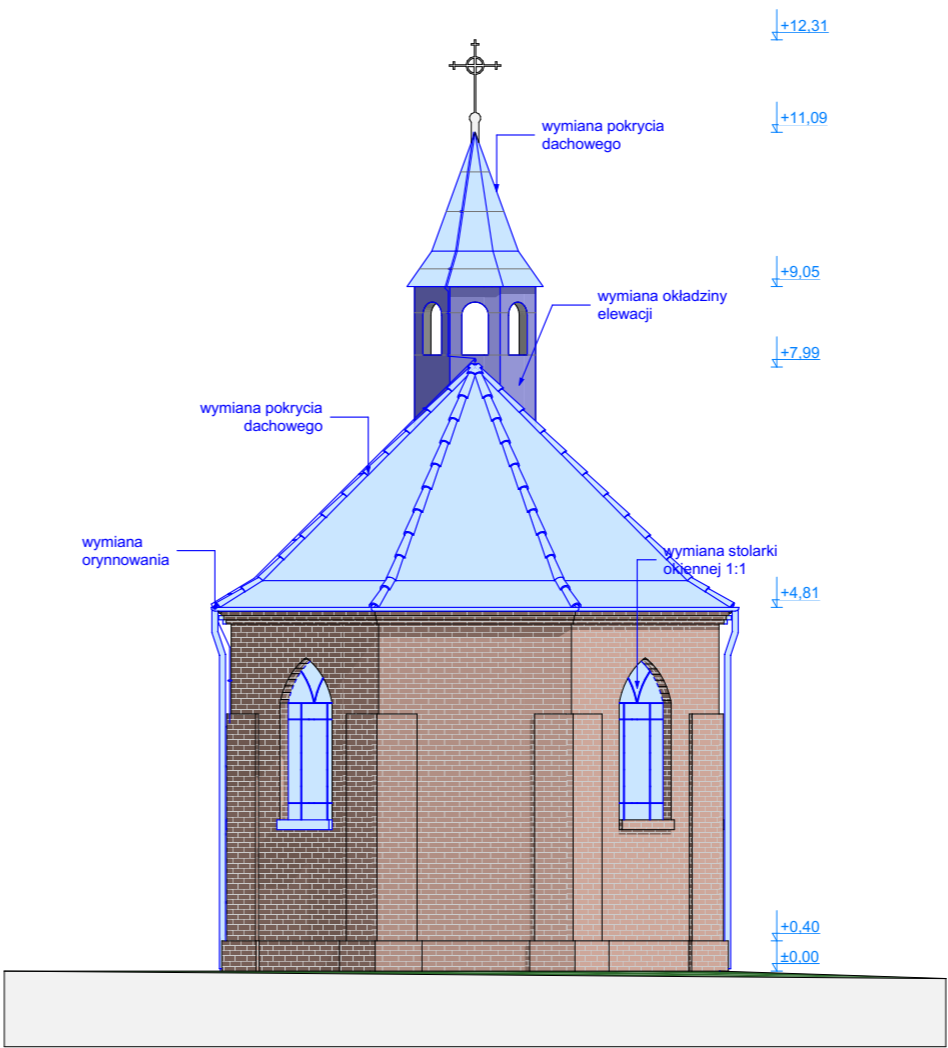 +12,31
+11,09
wymiana pokrycia
dachowego
+9,05
wymiana okładziny
elewacji
+7,99
wymiana pokrycia
dachowego
wymiana
orynnowania
wymiana stolarki
okiennej 1:1
+4,81
+0,40
±0,00